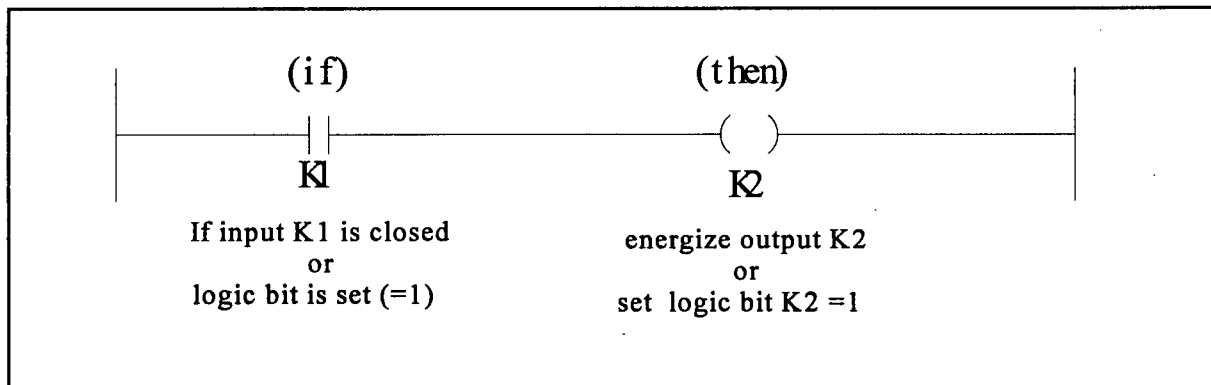 (if) (then)
K1 K2
If input K1 is closed energize output K2
or or
logic bit is set (=1) set logic bit K2 =1